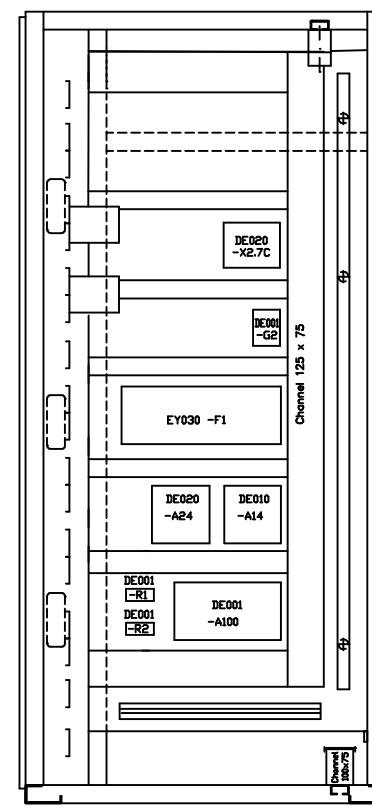 DE020
-X2.7C
DE001
-G2
Channel 125 x 75
EY030 -F1
DE020
-A24
DE010
-A14
DE001
-R1
DE001
-R2
DE001
-A100
Channel
100x75